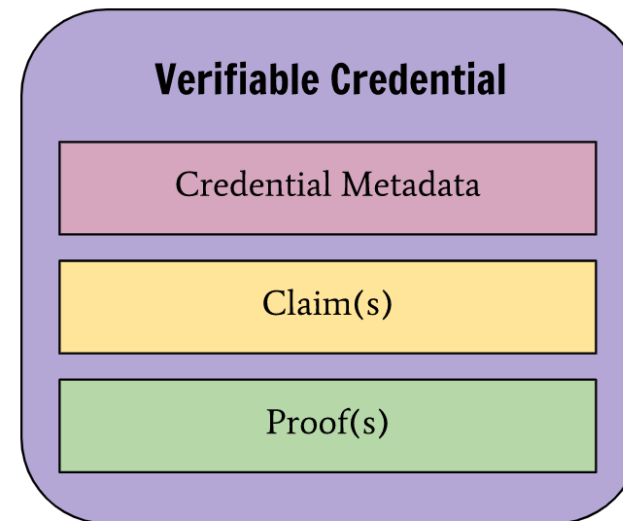 Verifiable Credential
Credential Metadata
Claim(s)
Proof(s)